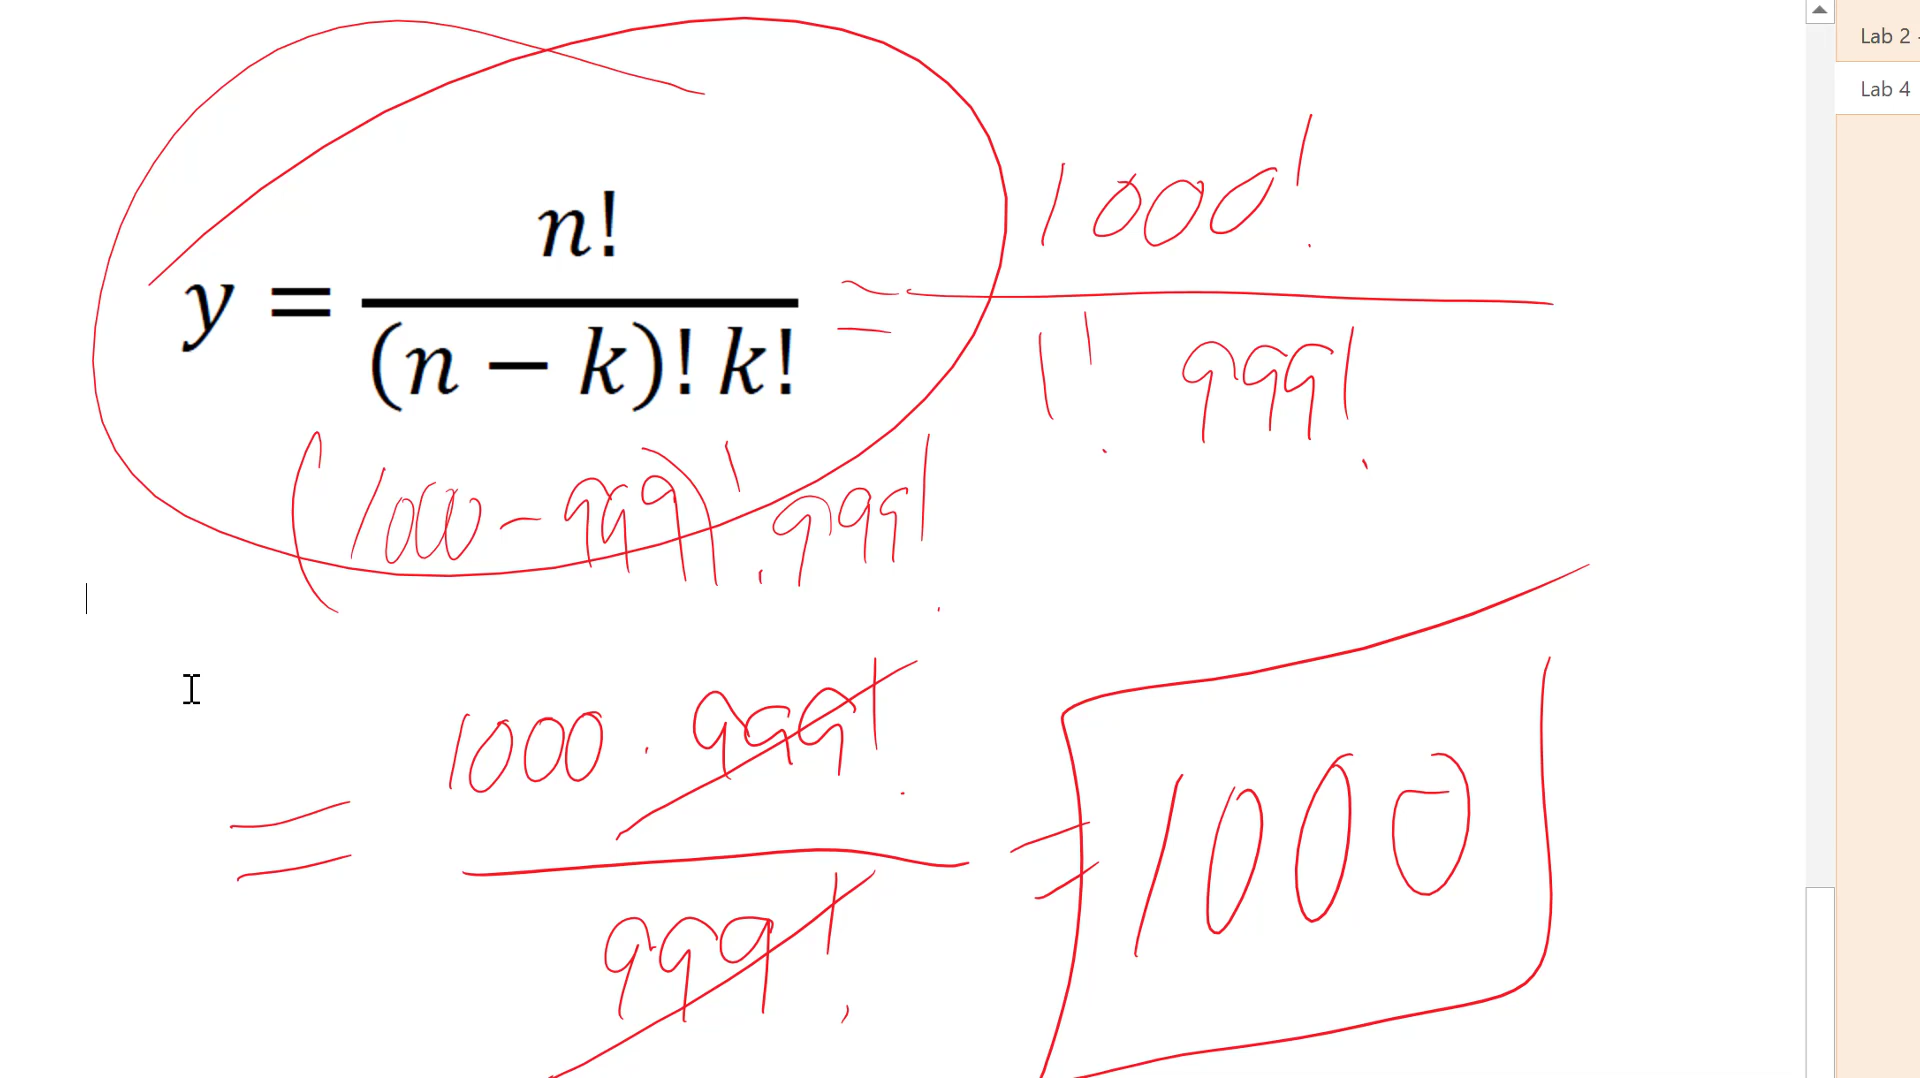 Lab 2 -
Lab 4
y = n! / (n − k)! k! = 1000! / 1! 999!
(1000 - 999)! 999!
= 1000 · 999! / 999! = 1000